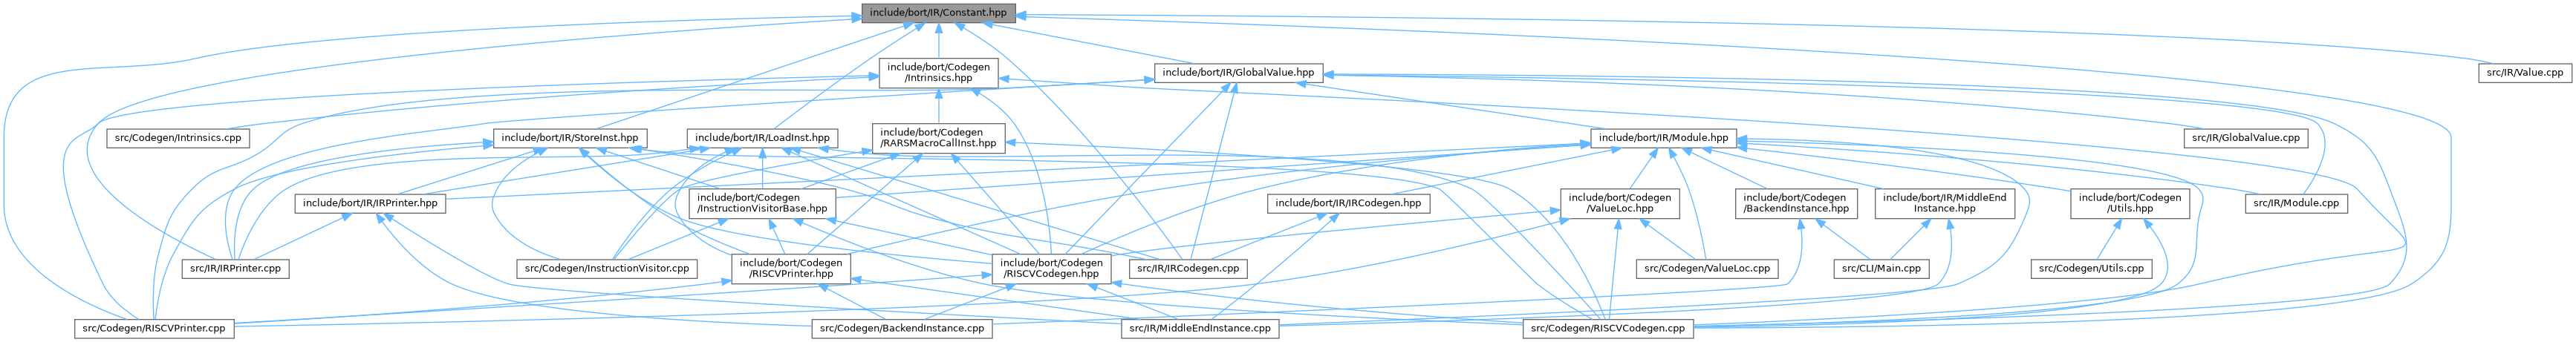 include/bort/IR/Constant.hpp
include/bort/Codegen
/Intrinsics.hpp
include/bort/IR/GlobalValue.hpp
src/IR/Value.cpp
src/Codegen/Intrinsics.cpp
include/bort/IR/StoreInst.hpp
include/bort/IR/LoadInst.hpp
include/bort/Codegen
/RARSMacroCallInst.hpp
include/bort/IR/Module.hpp
src/IR/GlobalValue.cpp
include/bort/IR/IRPrinter.hpp
include/bort/Codegen
/InstructionVisitorBase.hpp
include/bort/IR/IRCodegen.hpp
include/bort/Codegen
/ValueLoc.hpp
include/bort/Codegen
/BackendInstance.hpp
include/bort/IR/MiddleEnd
Instance.hpp
include/bort/Codegen
/Utils.hpp
src/IR/Module.cpp
src/IR/IRPrinter.cpp
src/Codegen/InstructionVisitor.cpp
include/bort/Codegen
/RISCVPrinter.hpp
include/bort/Codegen
/RISCVCodegen.hpp
src/IR/IRCodegen.cpp
src/Codegen/ValueLoc.cpp
src/CLI/Main.cpp
src/Codegen/Utils.cpp
src/Codegen/RISCVPrinter.cpp
src/Codegen/BackendInstance.cpp
src/IR/MiddleEndInstance.cpp
src/Codegen/RISCVCodegen.cpp